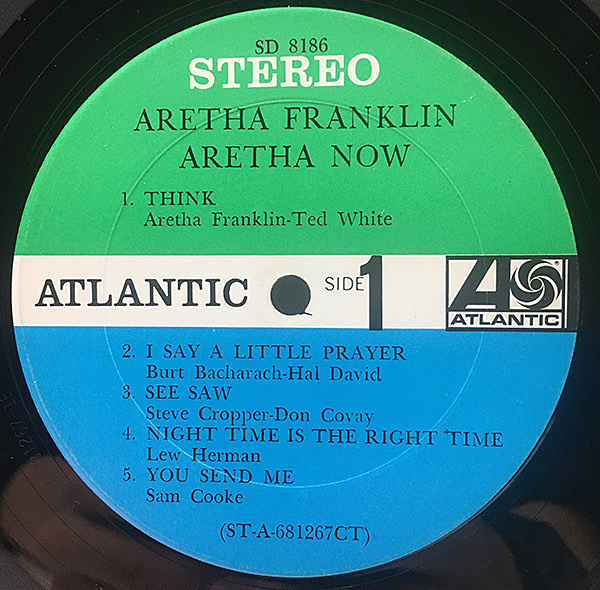 SD 8186
STEREO
ARETHA FRANKLIN
ARETHA NOW
1. THINK
Aretha Franklin-Ted White
ATLANTIC
SIDE 1
ATLANTIC
2. I SAY A LITTLE PRAYER
Burt Bacharach-Hal David
3. SEE SAW
Steve Cropper-Don Covay
4. NIGHT TIME IS THE RIGHT TIME
Lew Herman
5. YOU SEND ME
Sam Cooke
(ST-A-681267CT)